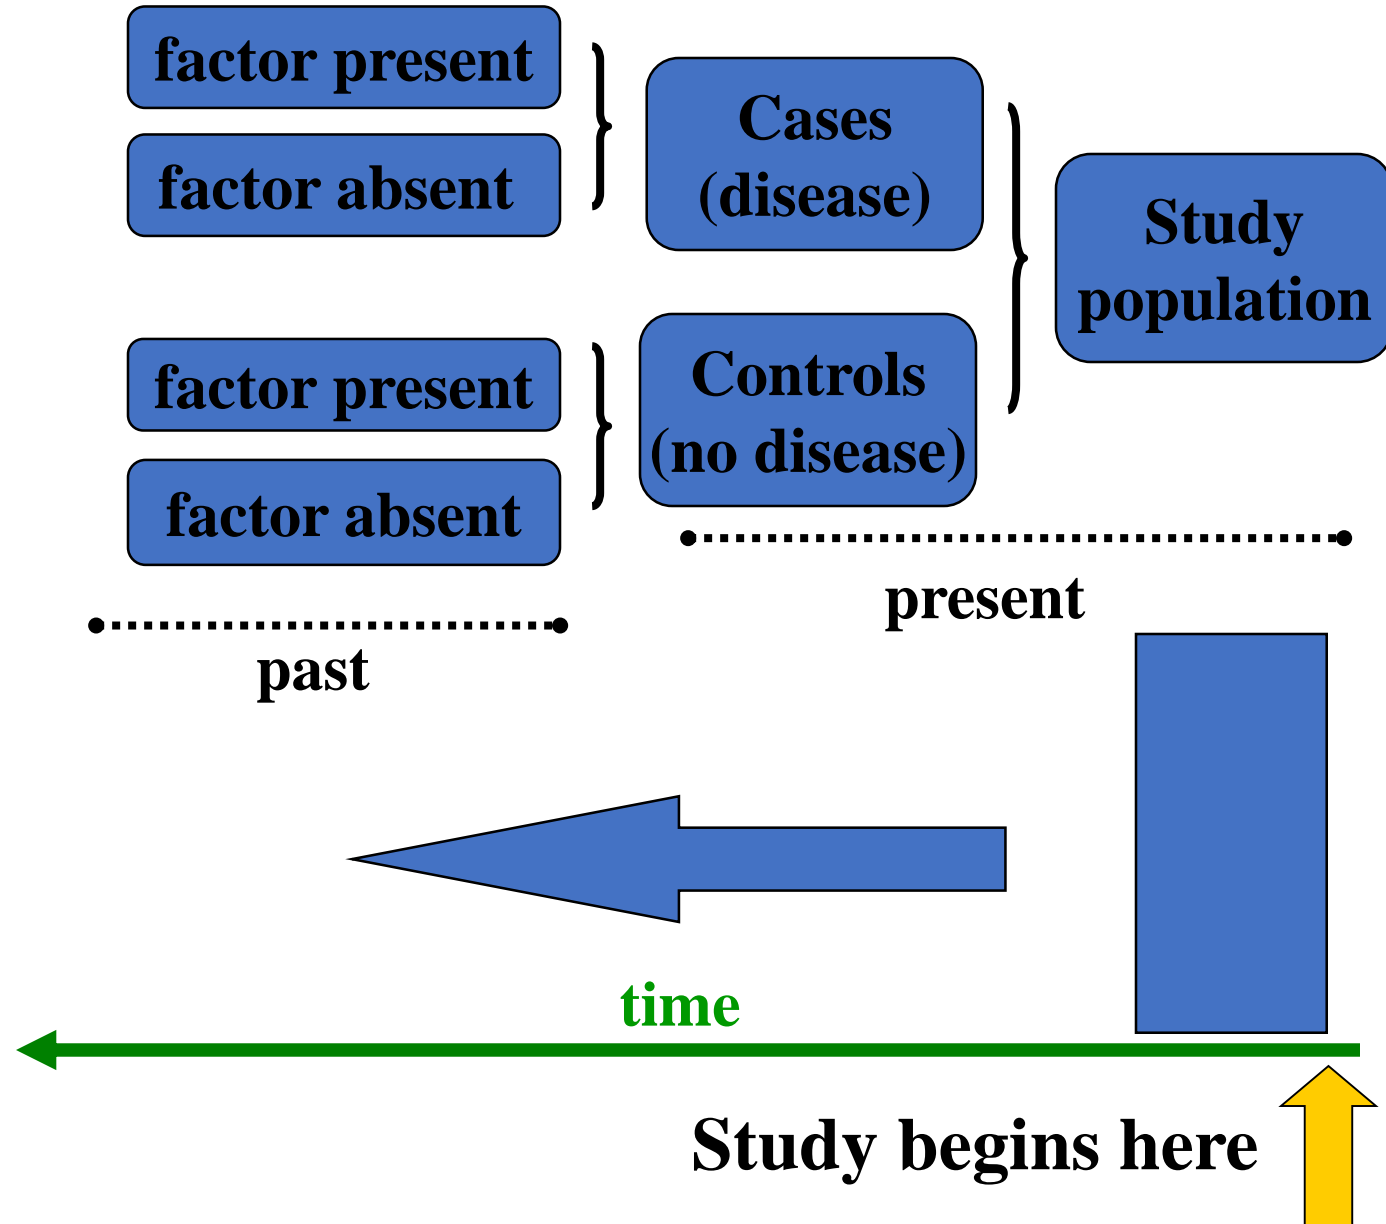 factor present
factor absent
Cases
(disease)
Study
population
factor present
factor absent
Controls
(no disease)
present
past
time
Study begins here